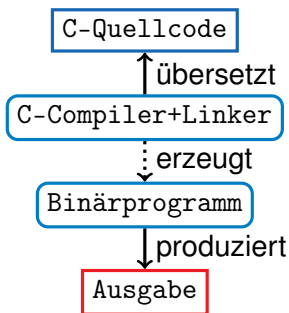 C-Quellcode
übersetzt
C-Compiler+Linker
erzeugt
Binärprogramm
produziert
Ausgabe